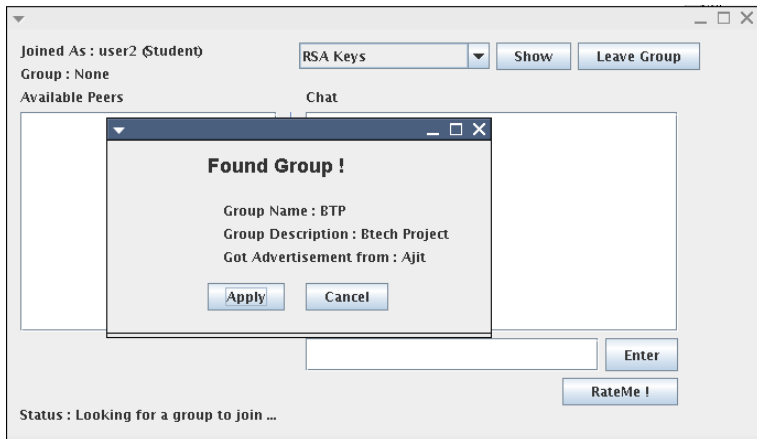 Joined As : user2 (Student)
RSA Keys
Show
Leave Group
Group : None
Available Peers
Chat
Found Group !
Group Name : BTP
Group Description : Btech Project
Got Advertisement from : Ajit
Apply
Cancel
Enter
RateMe !
Status : Looking for a group to join ...